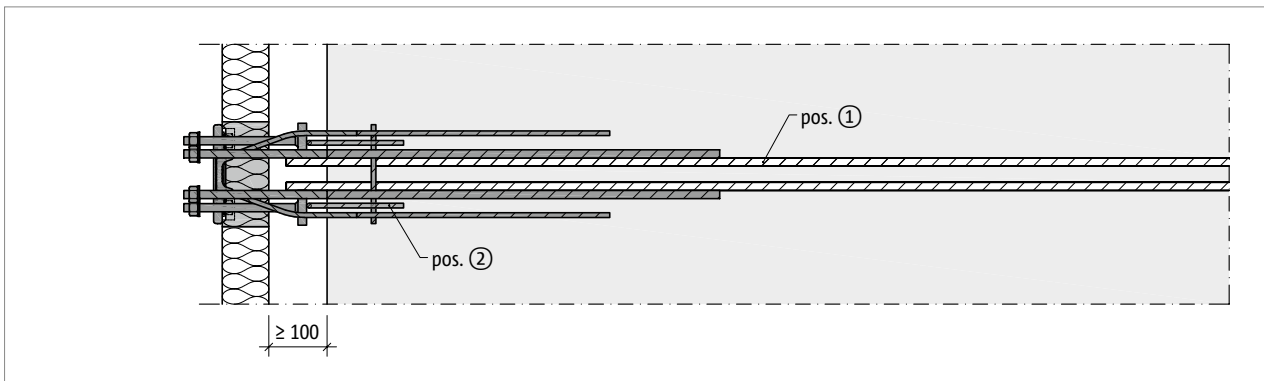 pos. ①
pos. ②
≥ 100